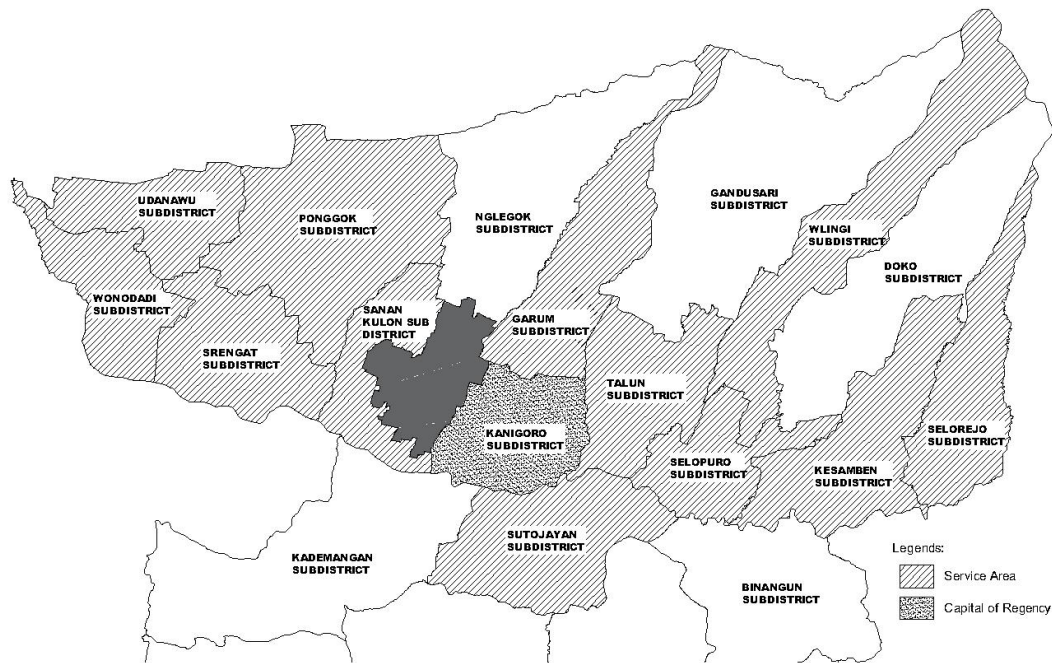 UDANAWU
SUBDISTRICT
PONGGOK
SUBDISTRICT
NGLEGOK
SUBDISTRICT
GANDUSARI
SUBDISTRICT
WLINGI
SUBDISTRICT
DOKO
SUBDISTRICT
WONODADI
SUBDISTRICT
SRENGAT
SUBDISTRICT
SANAN
KULON SUB
DISTRICT
GARUM
SUBDISTRICT
TALUN
SUBDISTRICT
KANIGORO
SUBDISTRICT
SELOPURO
SUBDISTRICT
KESAMBEN
SUBDISTRICT
SELOREJO
SUBDISTRICT
SUTOJAYAN
SUBDISTRICT
KADEMANGAN
SUBDISTRICT
BINANGUN
SUBDISTRICT
Legends:
Service Area
Capital of Regency